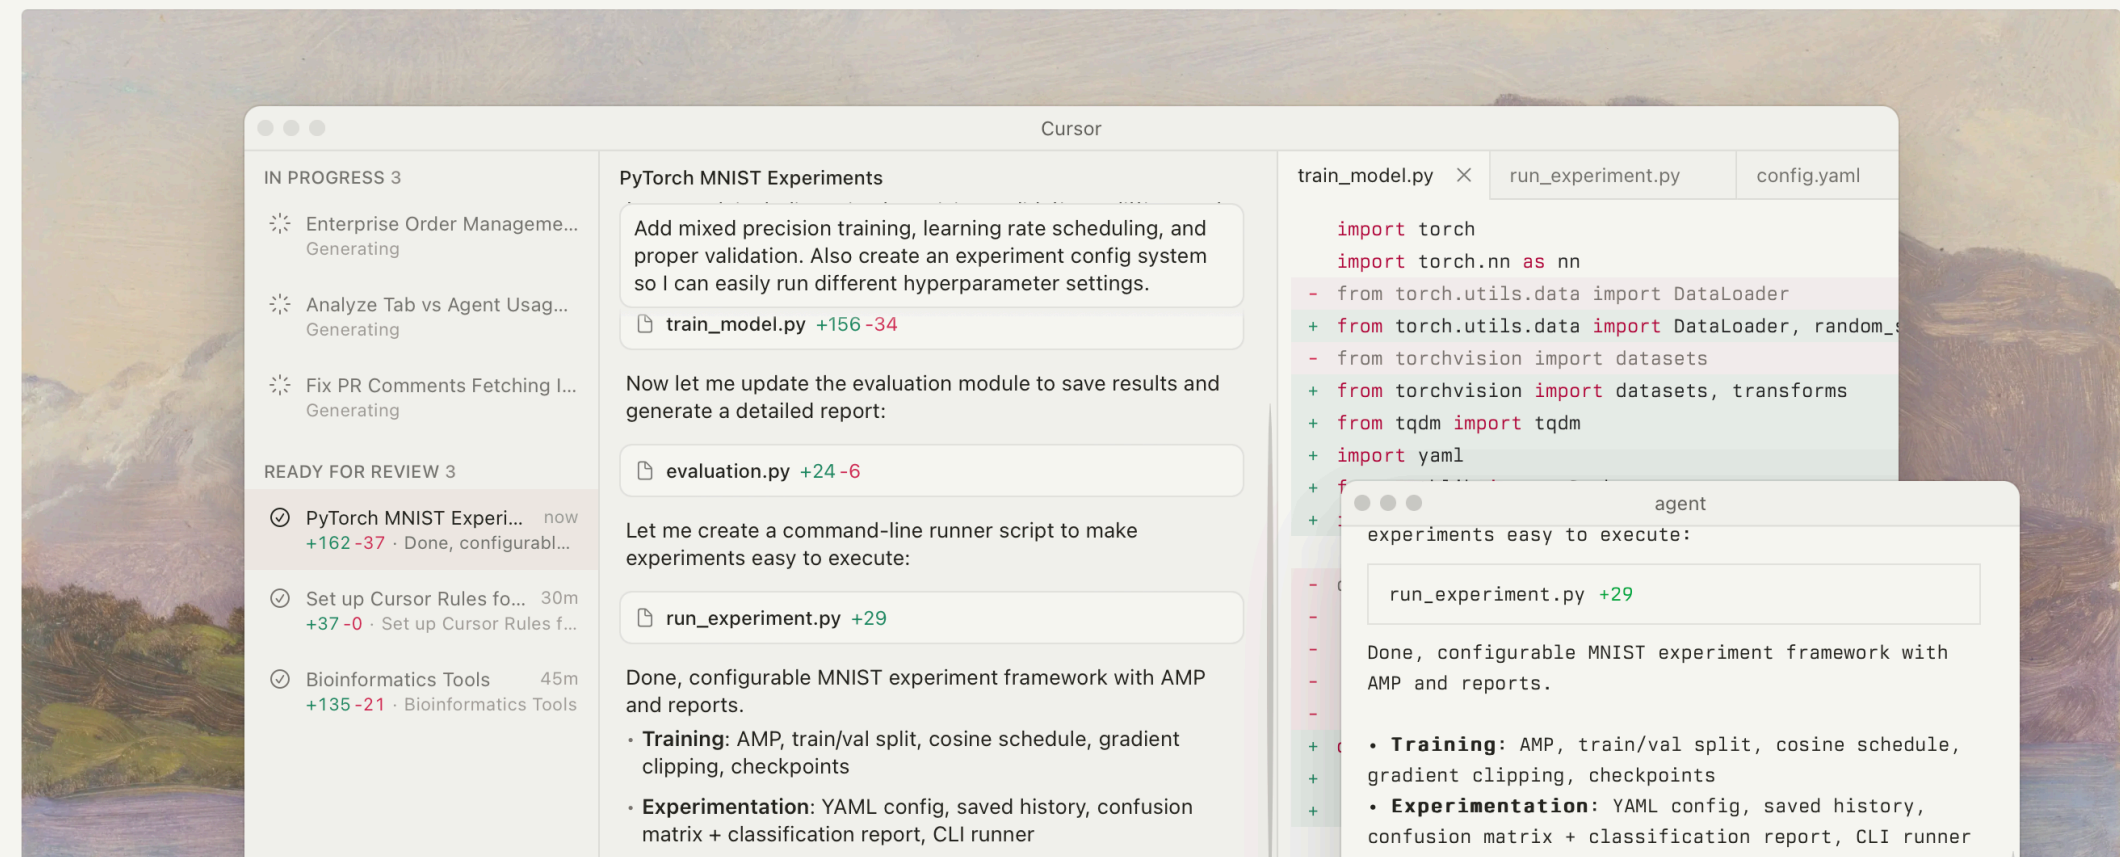 Cursor
IN PROGRESS 3
Enterprise Order Manageme...
Generating
Analyze Tab vs Agent Usag...
Generating
Fix PR Comments Fetching I...
Generating
READY FOR REVIEW 3
PyTorch MNIST Experi... now
+162 -37 · Done, configurabl...
Set up Cursor Rules fo... 30m
+37 -0 · Set up Cursor Rules f...
Bioinformatics Tools 45m
+135 -21 · Bioinformatics Tools
PyTorch MNIST Experiments
Add mixed precision training, learning rate scheduling, and
proper validation. Also create an experiment config system
so I can easily run different hyperparameter settings.
train_model.py +156 -34
Now let me update the evaluation module to save results and
generate a detailed report:
evaluation.py +24 -6
Let me create a command-line runner script to make
experiments easy to execute:
run_experiment.py +29
Done, configurable MNIST experiment framework with AMP
and reports.
• Training: AMP, train/val split, cosine schedule, gradient
clipping, checkpoints
• Experimentation: YAML config, saved history, confusion
matrix + classification report, CLI runner
train_model.py run_experiment.py config.yaml
import torch
import torch.nn as nn
- from torch.utils.data import DataLoader
+ from torch.utils.data import DataLoader, random_s
- from torchvision import datasets
+ from torchvision import datasets, transforms
+ from tqdm import tqdm
+ import yaml
+
+
-
-
-
-
-
+
+
+
agent
experiments easy to execute:
run_experiment.py +29
Done, configurable MNIST experiment framework with
AMP and reports.
• Training: AMP, train/val split, cosine schedule,
gradient clipping, checkpoints
• Experimentation: YAML config, saved history,
confusion matrix + classification report, CLI runner